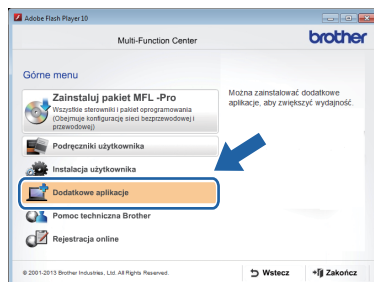 Adobe Flash Player 10
Multi-Function Center
brother
Górne menu
Zainstaluj pakiet MFL -Pro
Wszystkie sterowniki i pakiet oprogramowania
(Obejmuje konfigurację sieci bezprzewodowej i
przewodowej)
Podręczniki użytkownika
Instalacja użytkownika
Dodatkowe aplikacje
Pomoc techniczna Brother
Rejestracja online
Można zainstalować dodatkowe
aplikacje, aby zwiększyć wydajność.
© 2001-2013 Brother Industries, Ltd. All Rights Reserved.
Wstecz
Zakończ